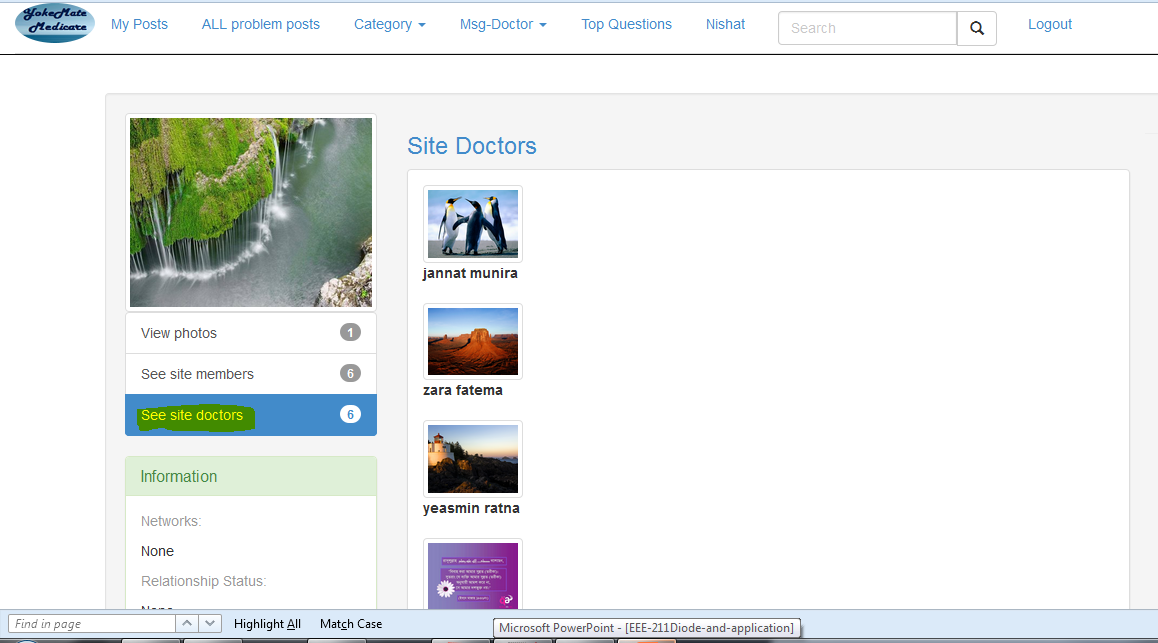 YokeMate
Medicare
My Posts
ALL problem posts
Category
Msg-Doctor
Top Questions
Nishat
Search
Logout
Site Doctors
jannat munira
zara fatema
yeasmin ratna
View photos 1
See site members 6
See site doctors 6
Information
Networks:
None
Relationship Status:
None
Find in page
Highlight All
Match Case
Microsoft PowerPoint - [EEE-211Diode-and-application]